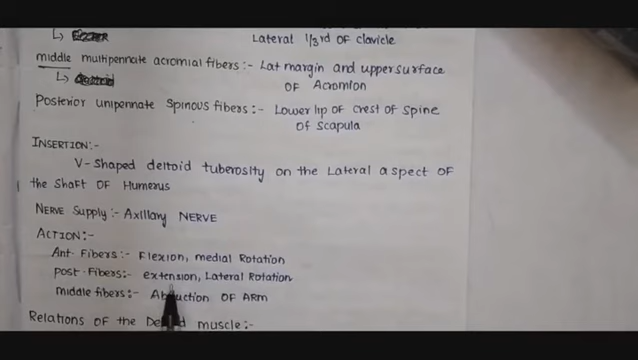 Lateral 1/3rd OF clavicle
middle multipennate acromial fibers:- Lat margin and upper surface
OF Acromion
Posterior unipennate Spinous fibers:- Lower lip OF crest OF Spine
OF Scapula
INSERTION:-
V-Shaped deltoid tuberosity on the Lateral aspect OF
the Shaft OF Humerus
NERVE Supply:- Axillary NERVE
ACTION:-
Ant Fibers:- Flexion, medial Rotation
post Fibers:- extension, Lateral Rotation
middle fibers:- Abduction OF ARM
Relations OF the Deltoid muscle:-